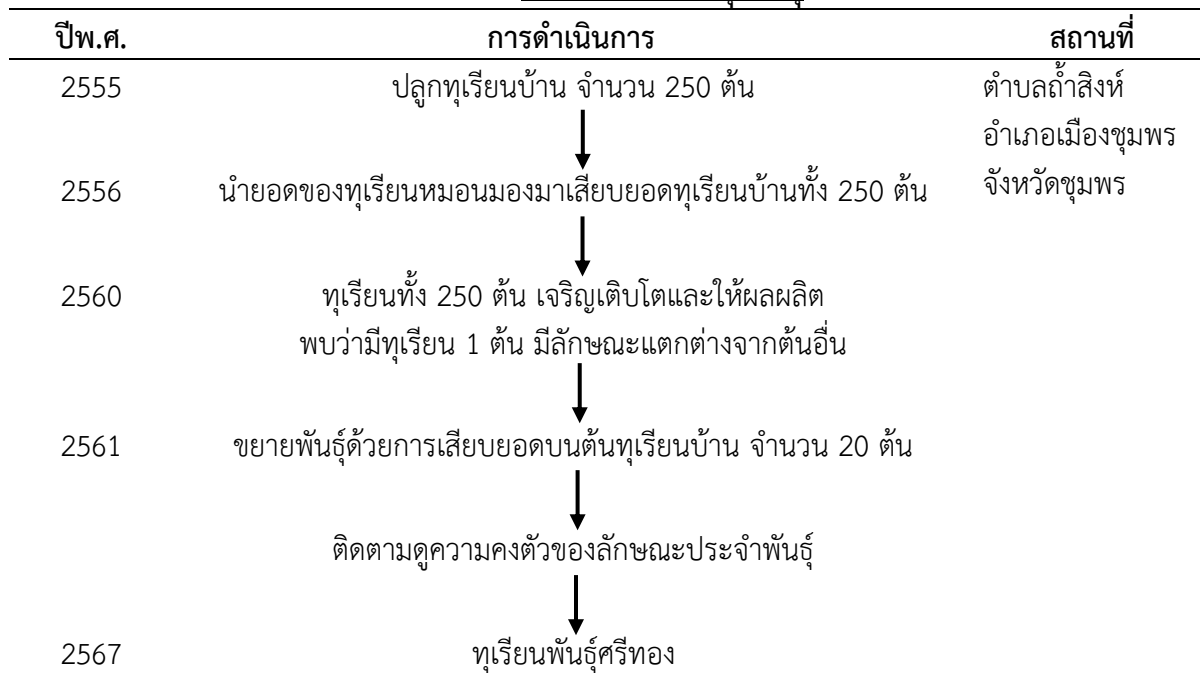 ปีพ.ศ. การดำเนินการ สถานที่
2555 ปลูกทุเรียนบ้าน จำนวน 250 ต้น ตำบลถ้ำสิงห์
อำเภอเมืองชุมพร
2556 นำยอดของทุเรียนหมอนมองมาเสียบยอดทุเรียนบ้านทั้ง 250 ต้น จังหวัดชุมพร
2560 ทุเรียนทั้ง 250 ต้น เจริญเติบโตและให้ผลผลิต
พบว่ามีทุเรียน 1 ต้น มีลักษณะแตกต่างจากต้นอื่น
2561 ขยายพันธุ์ด้วยการเสียบยอดบนต้นทุเรียนบ้าน จำนวน 20 ต้น
ติดตามดูความคงตัวของลักษณะประจำพันธุ์
2567 ทุเรียนพันธุ์ศรีทอง